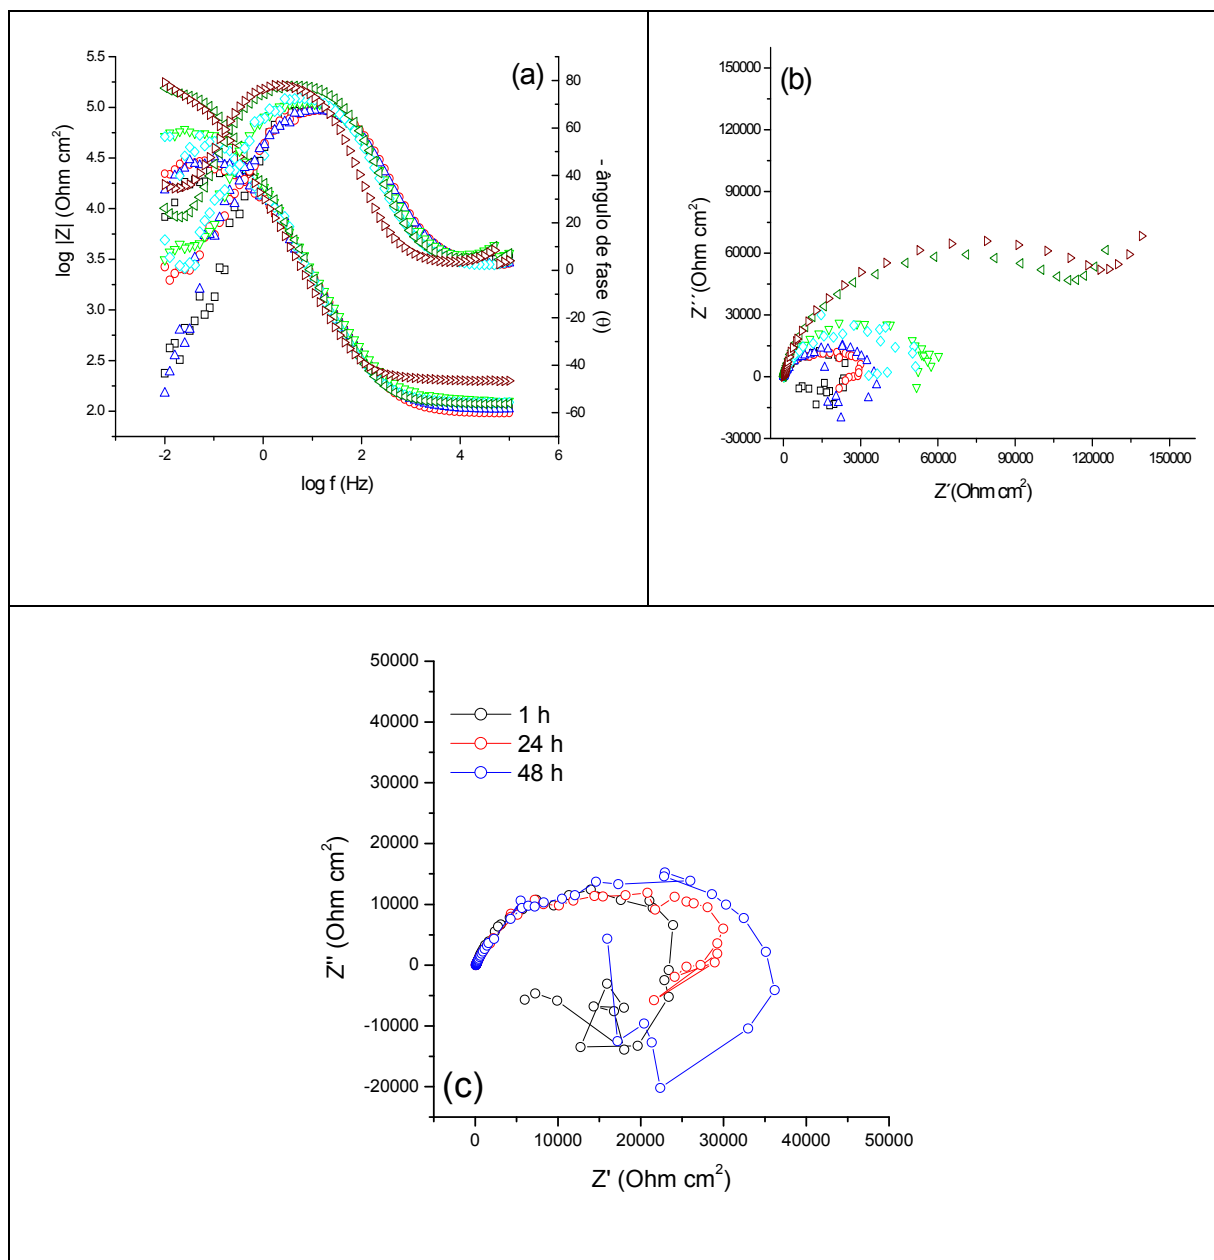 (a)
5.5
5.0
4.5
4.0
3.5
3.0
2.5
2.0
log |Z| (Ohm cm²)
80
60
40
20
0
-20
-40
-60
- ângulo de fase (θ)
-2 0 2 4 6
log f (Hz)
(b)
150000
120000
90000
60000
30000
0
-30000
Z´´(Ohm cm²)
0 30000 60000 90000 120000 150000
Z´(Ohm cm²)
50000
40000
30000
20000
10000
0
-10000
-20000
Z'' (Ohm cm²)
1 h
24 h
48 h
(c)
0 10000 20000 30000 40000 50000
Z' (Ohm cm²)